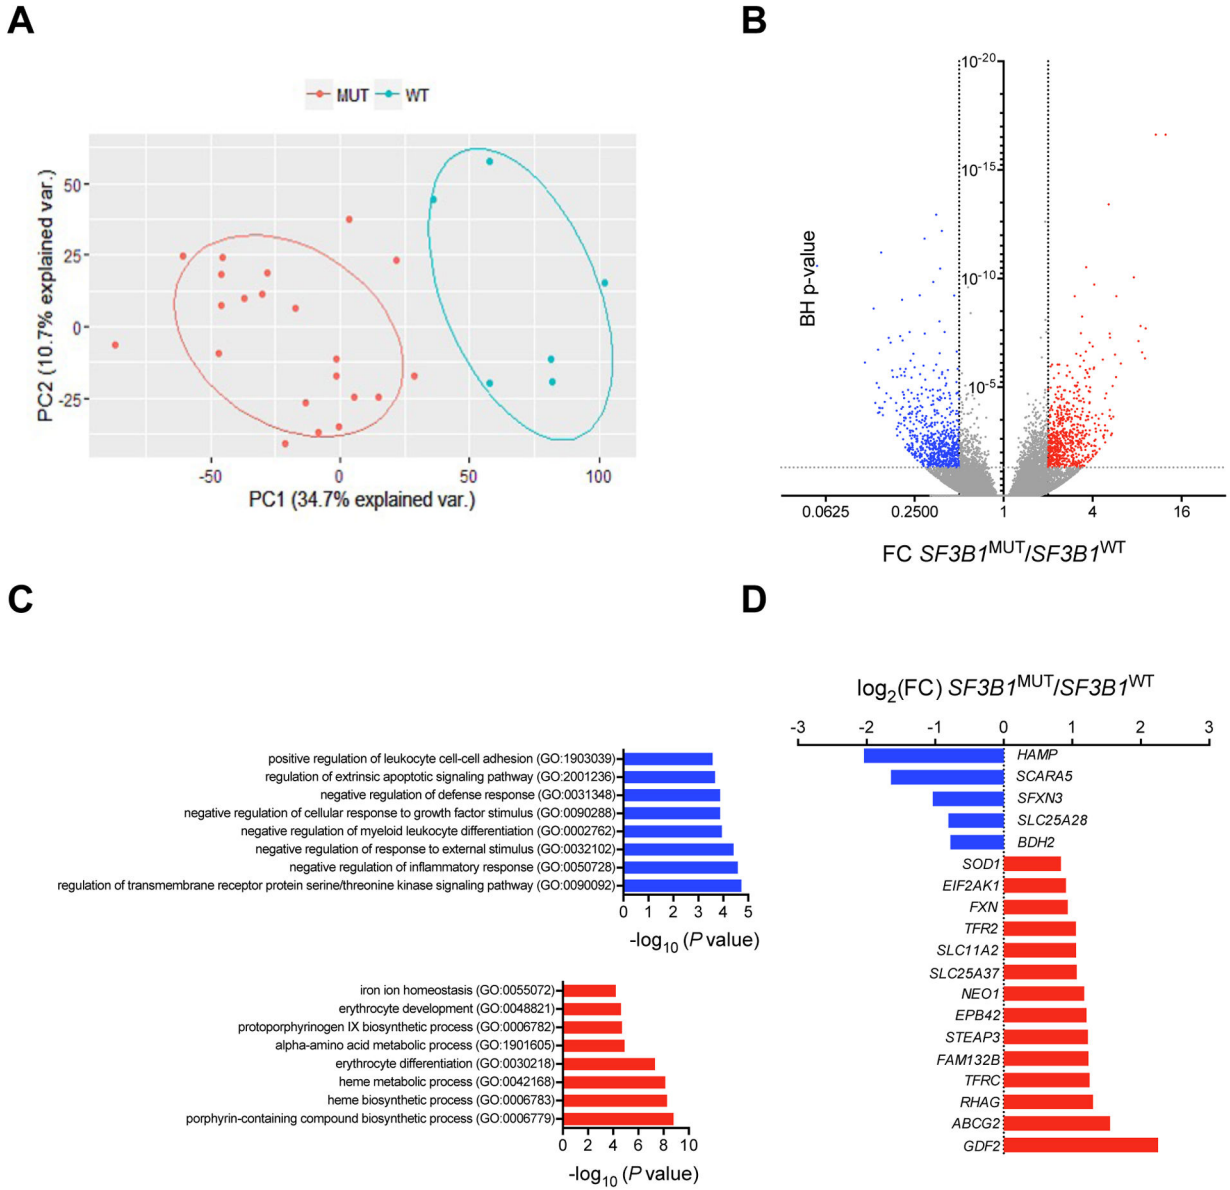 A
MUT WT
PC2 (10.7% explained var.)
50
25
0
-25
-50 0 50 100
PC1 (34.7% explained var.)
B
BH p-value
10-20
10-15
10-10
10-5
0.0625 0.2500 1 4 16
FC SF3B1MUT/SF3B1WT
C
positive regulation of leukocyte cell-cell adhesion (GO:1903039)
regulation of extrinsic apoptotic signaling pathway (GO:2001236)
negative regulation of defense response (GO:0031348)
negative regulation of cellular response to growth factor stimulus (GO:0090288)
negative regulation of myeloid leukocyte differentiation (GO:0002762)
negative regulation of response to external stimulus (GO:0032102)
negative regulation of inflammatory response (GO:0050728)
regulation of transmembrane receptor protein serine/threonine kinase signaling pathway (GO:0090092)
0 1 2 3 4 5
-log10 (P value)
iron ion homeostasis (GO:0055072)
erythrocyte development (GO:0048821)
protoporphyrinogen IX biosynthetic process (GO:0006782)
alpha-amino acid metabolic process (GO:1901605)
erythrocyte differentiation (GO:0030218)
heme metabolic process (GO:0042168)
heme biosynthetic process (GO:0006783)
porphyrin-containing compound biosynthetic process (GO:0006779)
0 2 4 6 8 10
-log10 (P value)
D
log2(FC) SF3B1MUT/SF3B1WT
-3 -2 -1 0 1 2 3
HAMP
SCARA5
SFXN3
SLC25A28
BDH2
SOD1
EIF2AK1
FXN
TFR2
SLC11A2
SLC25A37
NEO1
EPB42
STEAP3
FAM132B
TFRC
RHAG
ABCG2
GDF2